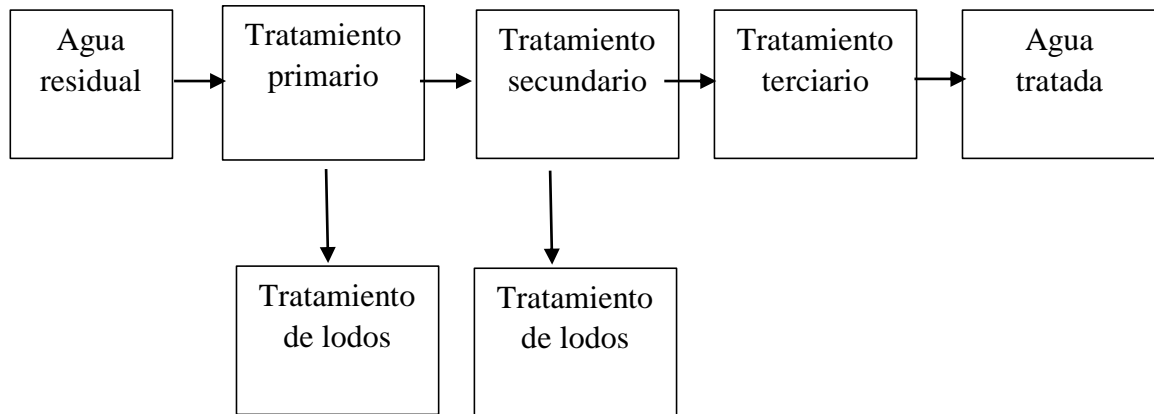 Agua
residual
Tratamiento
primario
Tratamiento
secundario
Tratamiento
terciario
Agua
tratada
Tratamiento
de lodos
Tratamiento
de lodos